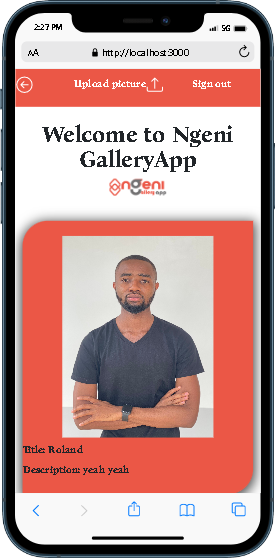 2:27 PM 5G
AA http://localhost:3000
Upload picture Sign out
Welcome to Ngeni
GalleryApp
ngeni
gallery app
Title: Roland
Description: yeah yeah